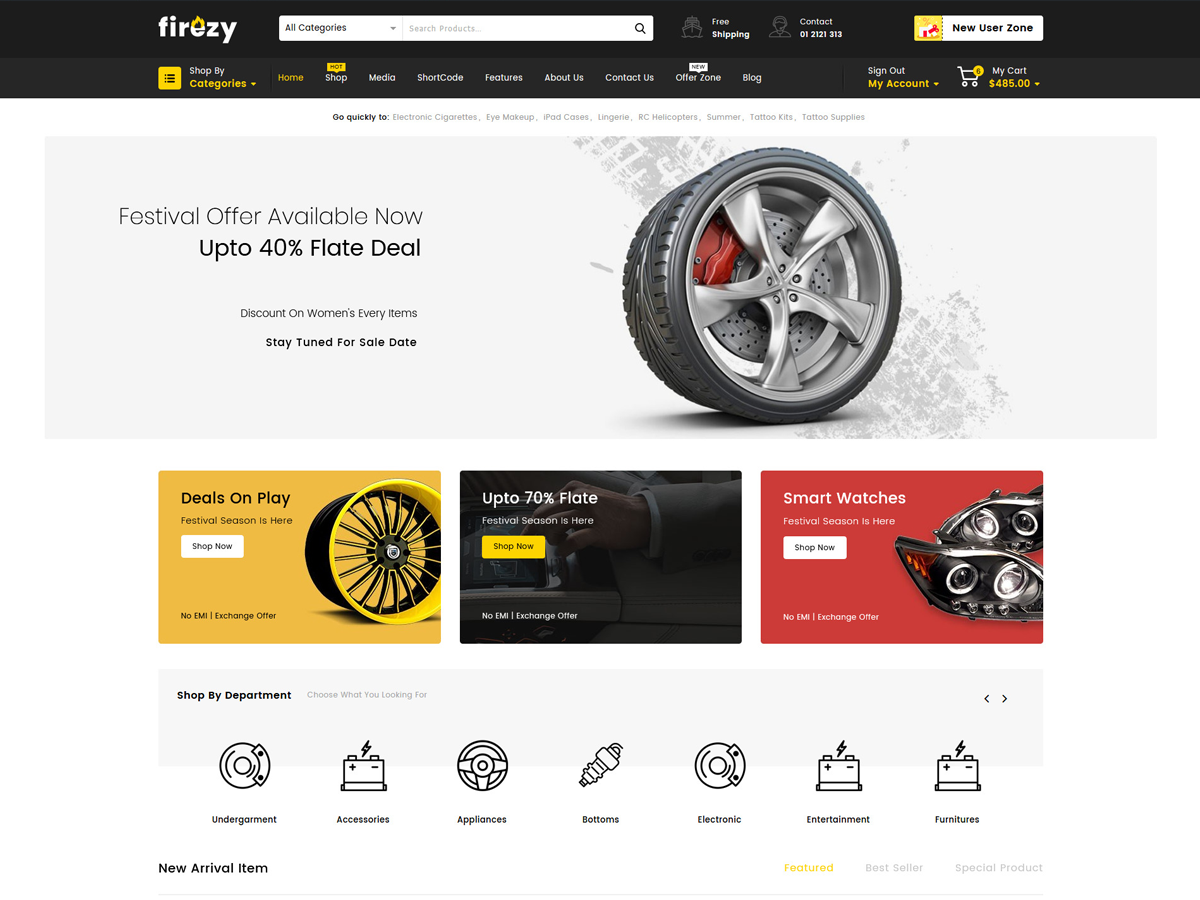 firezy
All Categories
Search Products...
Free
Shipping
Contact
01 2121 313
New User Zone
Shop By
Categories
Home
HOT
Shop
Media
ShortCode
Features
About Us
Contact Us
NEW
Offer Zone
Blog
Sign Out
My Account
6
My Cart
$485.00
Go quickly to: Electronic Cigarettes, Eye Makeup, iPad Cases, Lingerie, RC Helicopters, Summer, Tattoo Kits, Tattoo Supplies
Festival Offer Available Now
Upto 40% Flate Deal
Discount On Women's Every Items
Stay Tuned For Sale Date
Deals On Play
Festival Season Is Here
Shop Now
No EMI | Exchange Offer
Upto 70% Flate
Festival Season Is Here
Shop Now
No EMI | Exchange Offer
Smart Watches
Festival Season Is Here
Shop Now
No EMI | Exchange Offer
Shop By Department
Choose What You Looking For
Undergarment
Accessories
Appliances
Bottoms
Electronic
Entertainment
Furnitures
New Arrival Item
Featured
Best Seller
Special Product